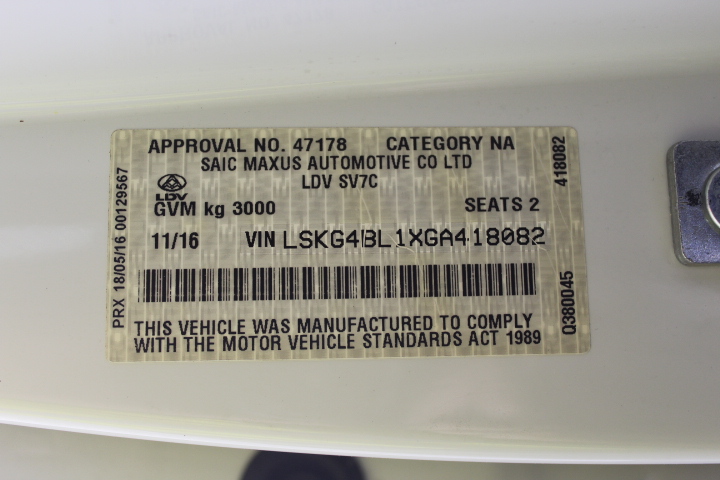 APPROVAL NO. 47178 CATEGORY NA
SAIC MAXUS AUTOMOTIVE CO LTD
LDV SV7C
LDV
GVM kg 3000 SEATS 2
11/16 VIN LSKG4BL1XGA418082
THIS VEHICLE WAS MANUFACTURED TO COMPLY
WITH THE MOTOR VEHICLE STANDARDS ACT 1989
PRX 18/05/16 00129567
418082
Q380045